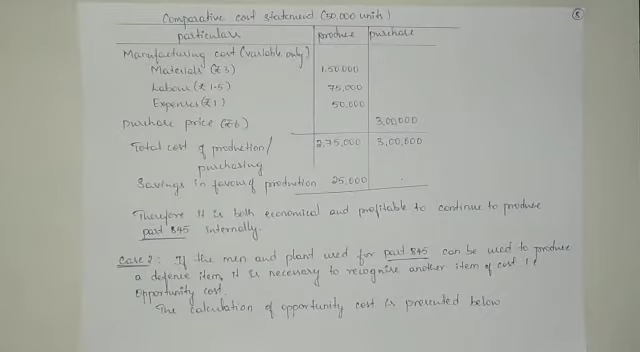 Comparative cost statement (50,000 units)
8
particulars produce purchase
Manufacturing cost (variable only)
Materials (₹3) 1,50,000
Labour (₹1.5) 75,000
Expenses (₹1) 50,000
purchase price (₹6) 3,00,000
Total cost of production/ 2,75,000 3,00,000
purchasing
Savings in favour of production 25,000
Therefore It is both economical and profitable to continue to produce
part 845 internally.
Case 2: If the men and plant used for part 845 can be used to produce
a defence item, It is necessary to recognise another item of cost i.e
Opportunity cost.
The calculation of opportunity cost is presented below